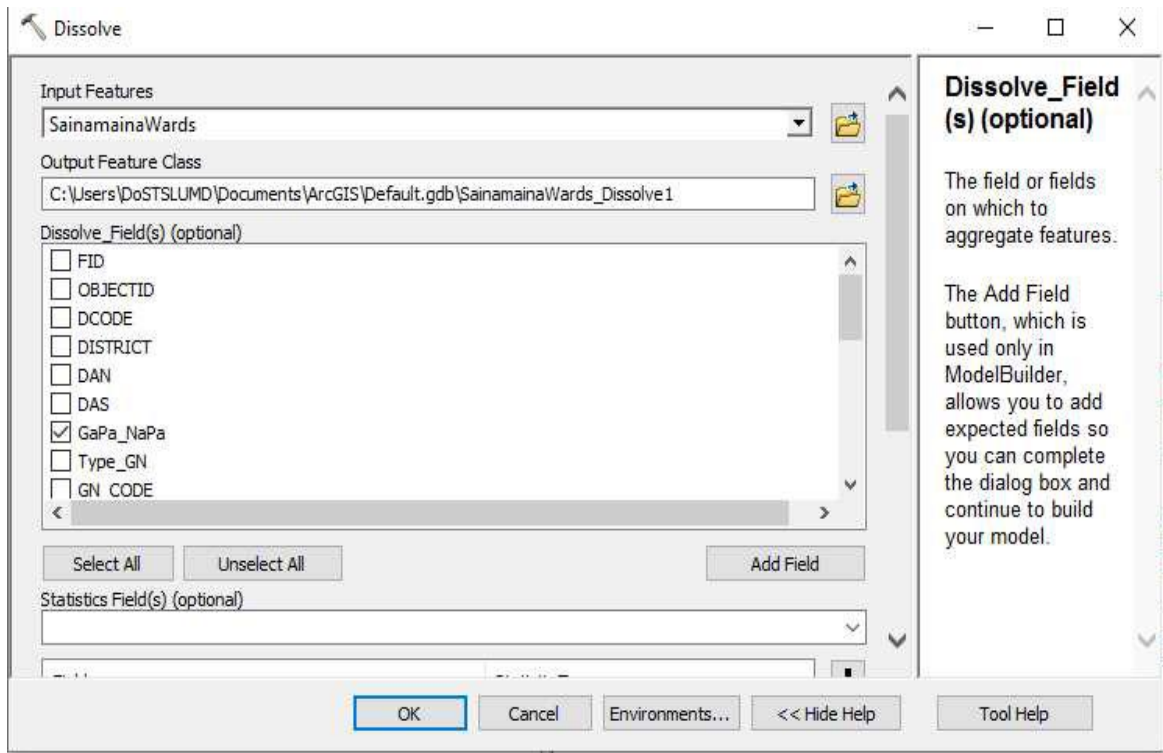 Dissolve
Input Features
SainamainaWards
Output Feature Class
C:\Users\DoSTSLUMD\Documents\ArcGIS\Default.gdb\SainamainaWards_Dissolve1
Dissolve_Field(s) (optional)
FID
OBJECTID
DCODE
DISTRICT
DAN
DAS
GaPa_NaPa
Type_GN
GN_CODE
Select All
Unselect All
Add Field
Statistics Field(s) (optional)
OK
Cancel
Environments...
<< Hide Help
Tool Help
Dissolve_Field
(s) (optional)
The field or fields
on which to
aggregate features.
The Add Field
button, which is
used only in
ModelBuilder,
allows you to add
expected fields so
you can complete
the dialog box and
continue to build
your model.